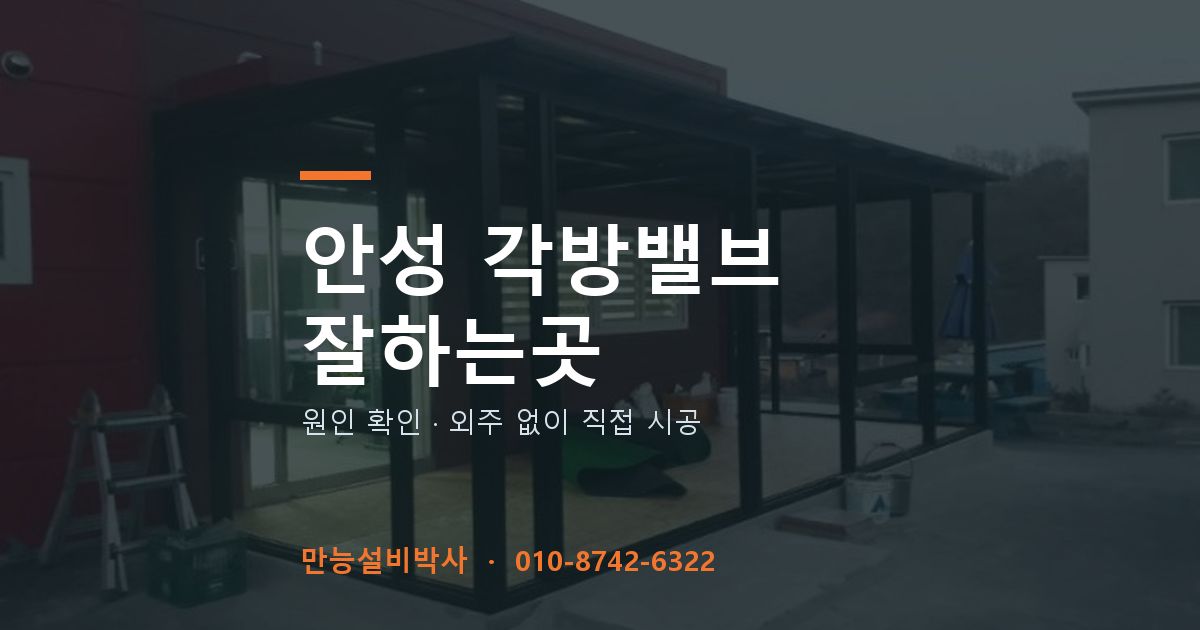 안성 각방밸브
잘하는곳
원인 확인 · 외주 없이 직접 시공
만능설비박사 · 010-8742-6322